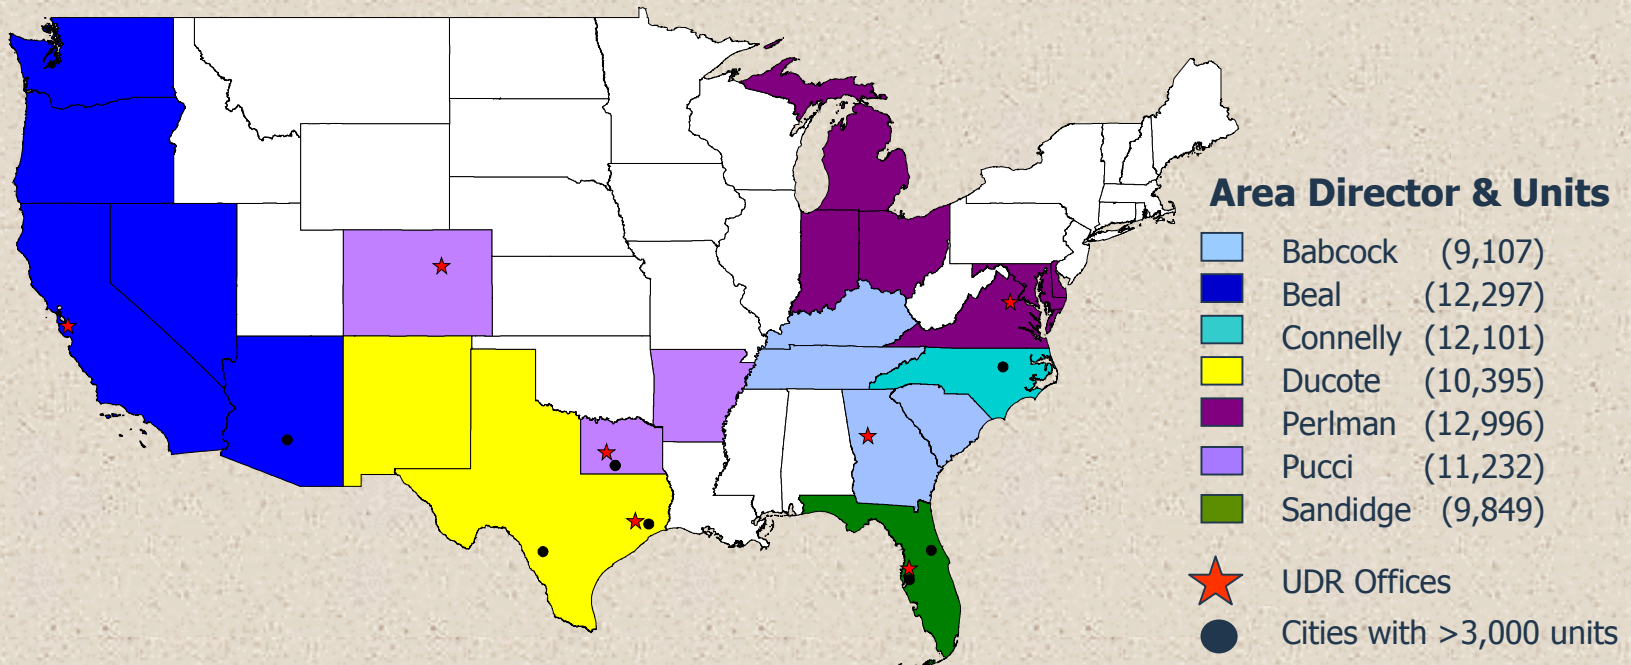 Area Director & Units
Babcock (9,107)
Beal (12,297)
Connelly (12,101)
Ducote (10,395)
Perlman (12,996)
Pucci (11,232)
Sandidge (9,849)
UDR Offices
Cities with >3,000 units